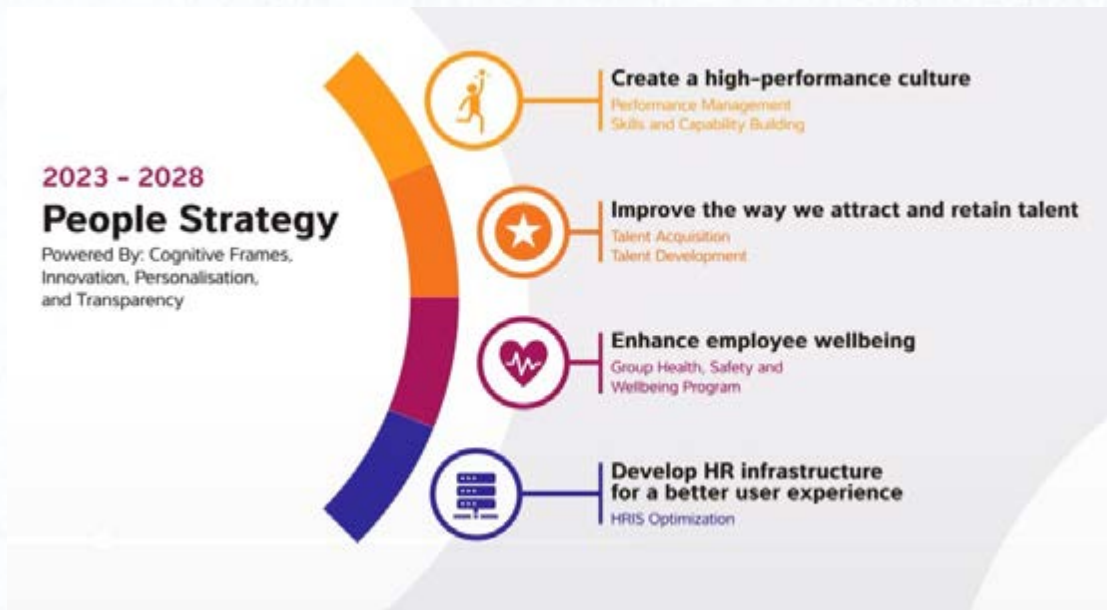 2023 - 2028
People Strategy
Powered By: Cognitive Frames,
Innovation, Personalisation,
and Transparency
Create a high-performance culture
Performance Management
Skills and Capability Building
Improve the way we attract and retain talent
Talent Acquisition
Talent Development
Enhance employee wellbeing
Group Health, Safety and
Wellbeing Program
Develop HR infrastructure
for a better user experience
HRIS Optimization